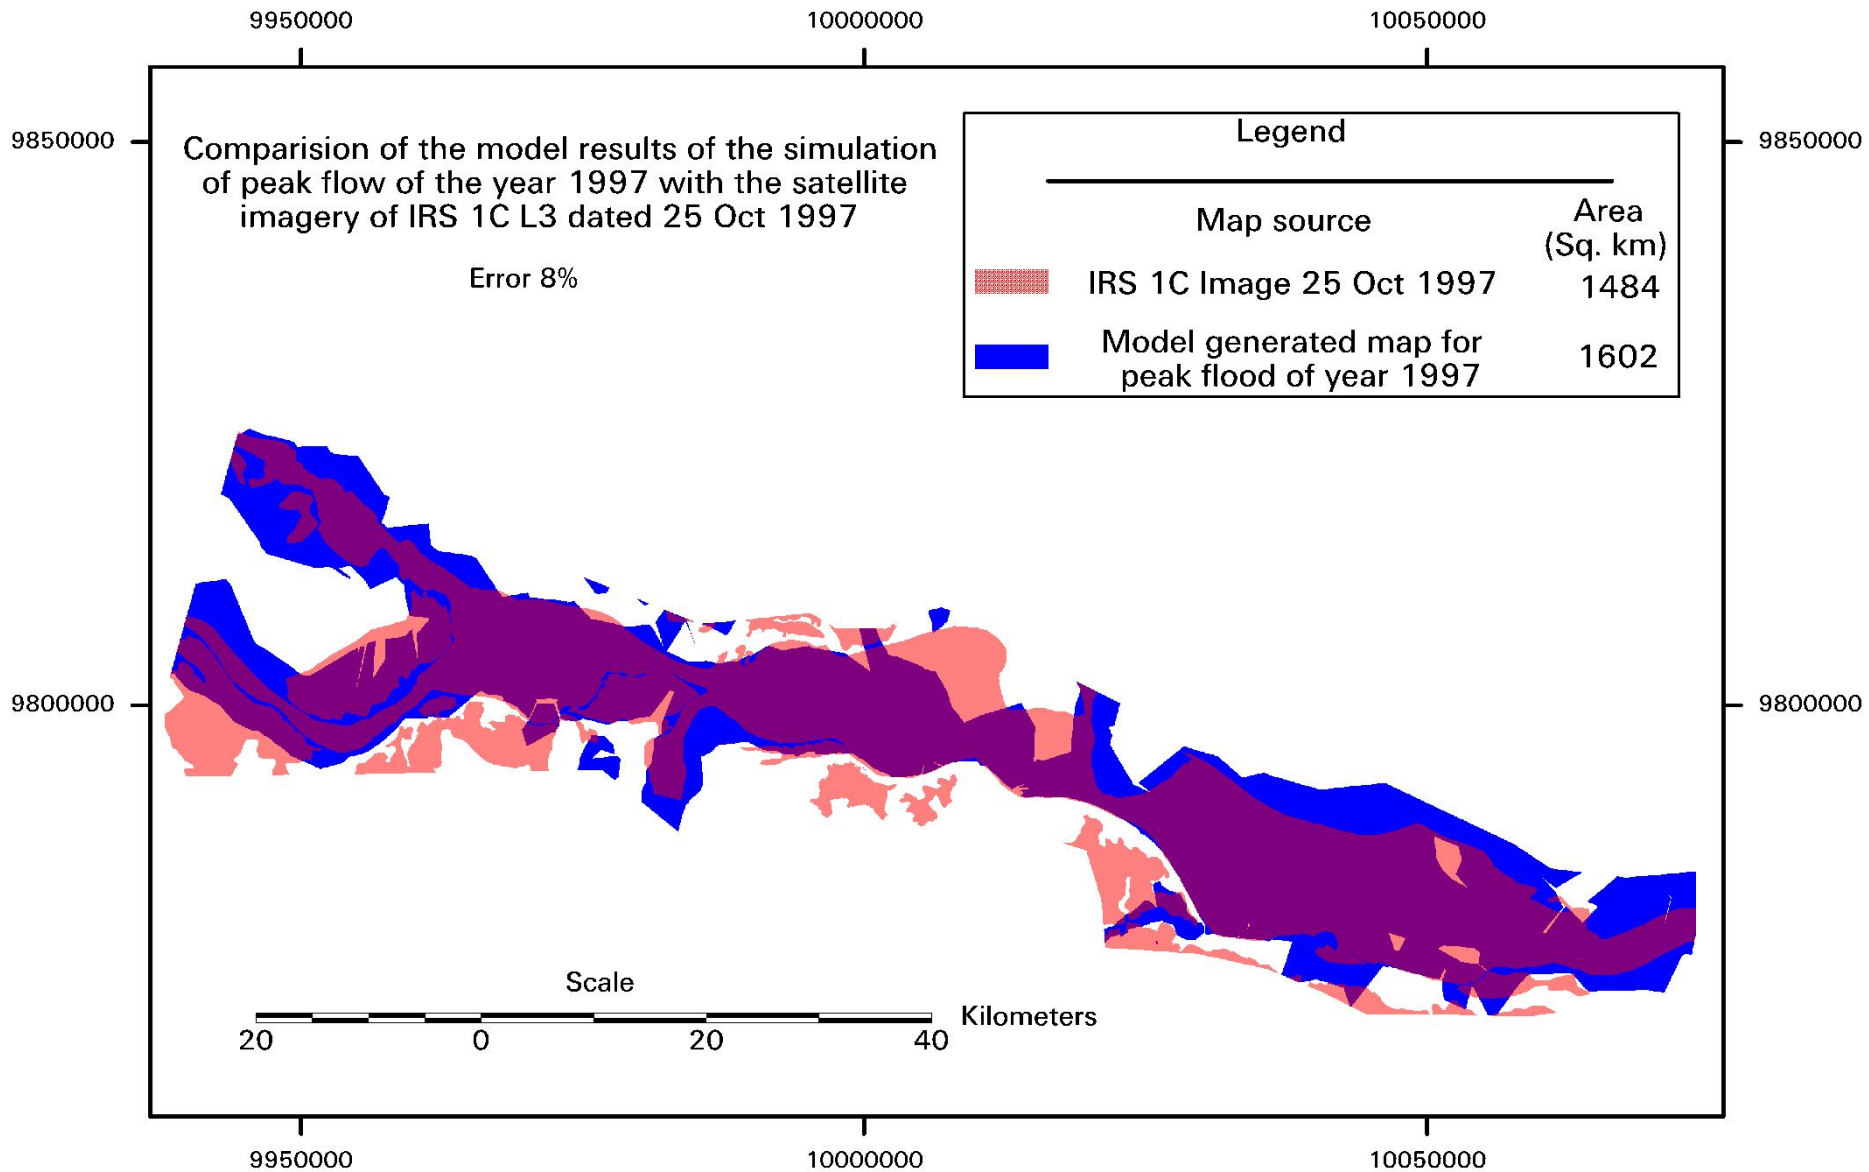 9950000 10000000 10050000
9850000 9850000
Comparision of the model results of the simulation
of peak flow of the year 1997 with the satellite
imagery of IRS 1C L3 dated 25 Oct 1997
Error 8%
Legend
Map source
Area
(Sq. km)
IRS 1C Image 25 Oct 1997 1484
Model generated map for
peak flood of year 1997
1602
9800000 9800000
Scale
Kilometers
20 0 20 40
9950000 10000000 10050000